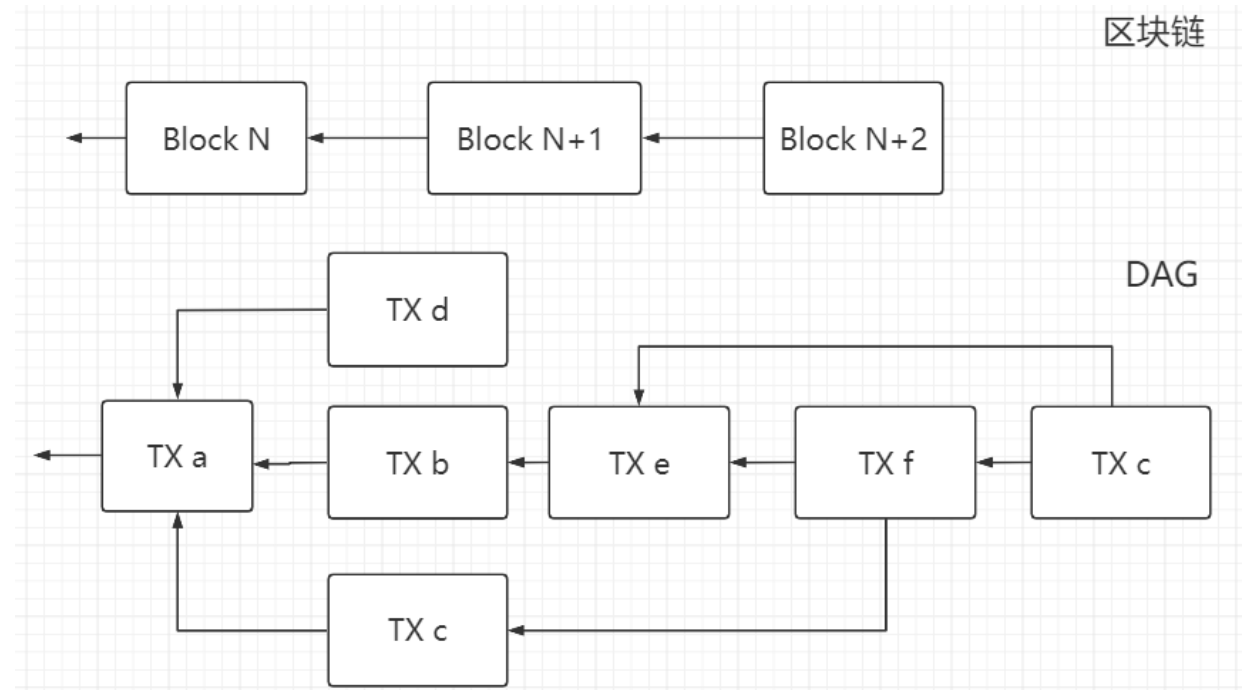 区块链
Block N
Block N+1
Block N+2
DAG
TX d
TX a
TX b
TX e
TX f
TX c
TX c